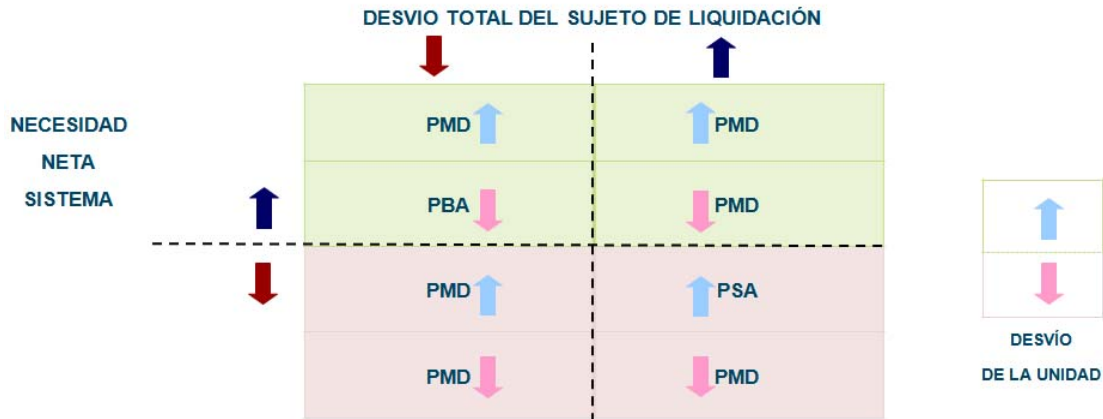 DESVIO TOTAL DEL SUJETO DE LIQUIDACIÓN
NECESIDAD
NETA
SISTEMA
PMD PMD
PBA PMD
PMD PSA
PMD PMD
DESVÍO
DE LA UNIDAD